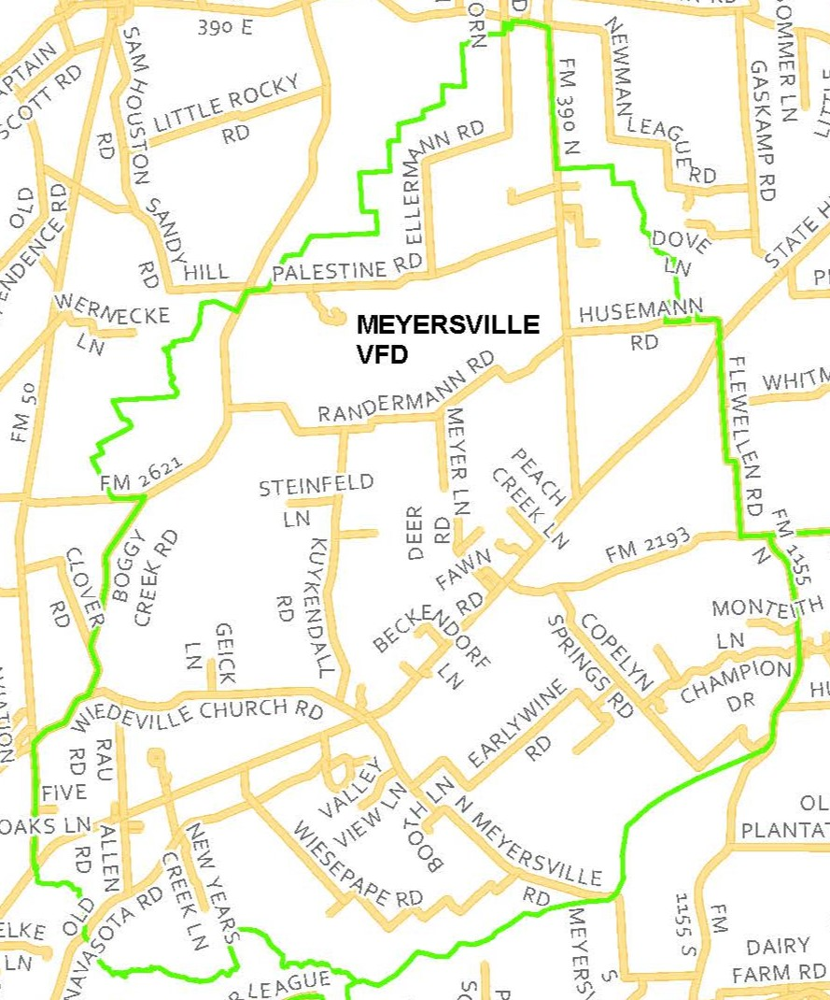 390 E
SAM HOUSTON
RD
LITTLE ROCKY
RD
SCOTT RD
OLD
SANDY
HILL
RD
WERNECKE
LN
FM 50
FM 390 N
NEWMAN
LEAGUE
RD
GASKAMP RD
ELLERMANN RD
PALESTINE RD
DOVE
LN
HUSEMANN
RD
MEYERSVILLE
VFD
RANDERMANN RD
FM 2621
STEINFELD
LN
MEYER LN
PEACH
CREEK LN
DEER
RD
FAWN
RD
FLEWELLEN RD
FM 2193
FM 1155
N
BOGGY
CREEK RD
CLOVER
RD
KUYKENDALL
RD
GEICK
LN
BECKENDORF
LN
COPELYN
SPRINGS RD
MONTEITH
LN
CHAMPION
DR
WIEDEVILLE CHURCH RD
EARLYWINE
RD
RAU
RD
FIVE
OAKS LN
ALLEN
RD
VALLEY
VIEW LN
BOOTH LN
N MEYERSVILLE
RD
NEW YEARS
CREEK LN
WIESEPAPE RD
OLD
NAVASOTA RD
LN
FM
1155 S
S
DAIRY
FARM RD